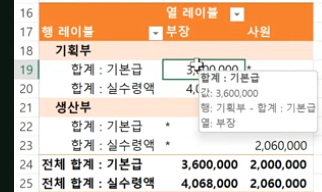 16 열 레이블
17 행 레이블 부장 사원
18 기획부
19 합계 : 기본급 *
20 합계 : 실수령액
합계 : 기본급
값: 3,600,000
행: 기획부 - 합계 : 기본급
열: 부장
21 생산부
22 합계 : 기본급 *
23 합계 : 실수령액 * 2,060,000
24 전체 합계 : 기본급 3,600,000 2,000,000
25 전체 합계 : 실수령액 4,068,000 2,060,000